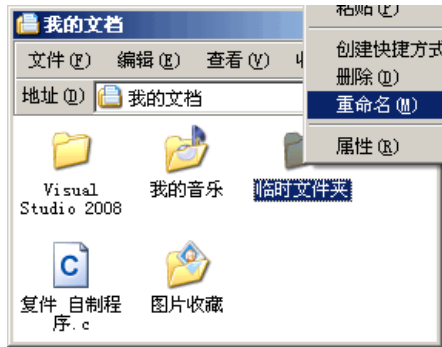 我的文档
粘贴(P)
文件(F) 编辑(E) 查看(V)
创建快捷方式
删除(D)
地址(D) 我的文档
重命名(M)
属性(R)
Visual
Studio 2008
我的音乐
临时文件夹
复件 自制程
序.c
图片收藏